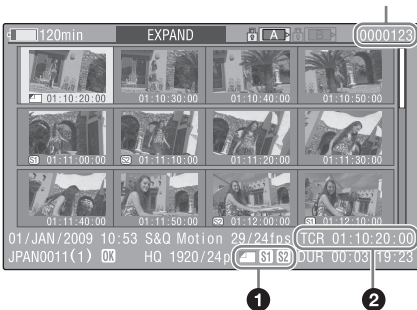 120min EXPAND A B 0000123
01:10:20:00 01:10:30:00 01:10:40:00 01:10:50:00
S1 01:11:00:00 S2 01:11:10:00 01:11:20:00 01:11:30:00
01:11:40:00 01:11:50:00 S2 01:12:00:00 S1 01:12:10:00
01/JAN/2009 10:53 S&Q Motion 29/24fps TCR 01:10:20:00
JPAN0011(1) OK HQ 1920/24p S1 S2 DUR 00:03:19:23
1 2